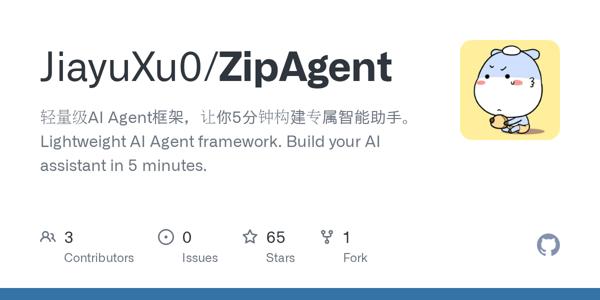 JiayuXu0/ZipAgent
轻量级AI Agent框架，让你5分钟构建专属智能助手。
Lightweight AI Agent framework. Build your AI
assistant in 5 minutes.
3 0 65 1
Contributors Issues Stars Fork